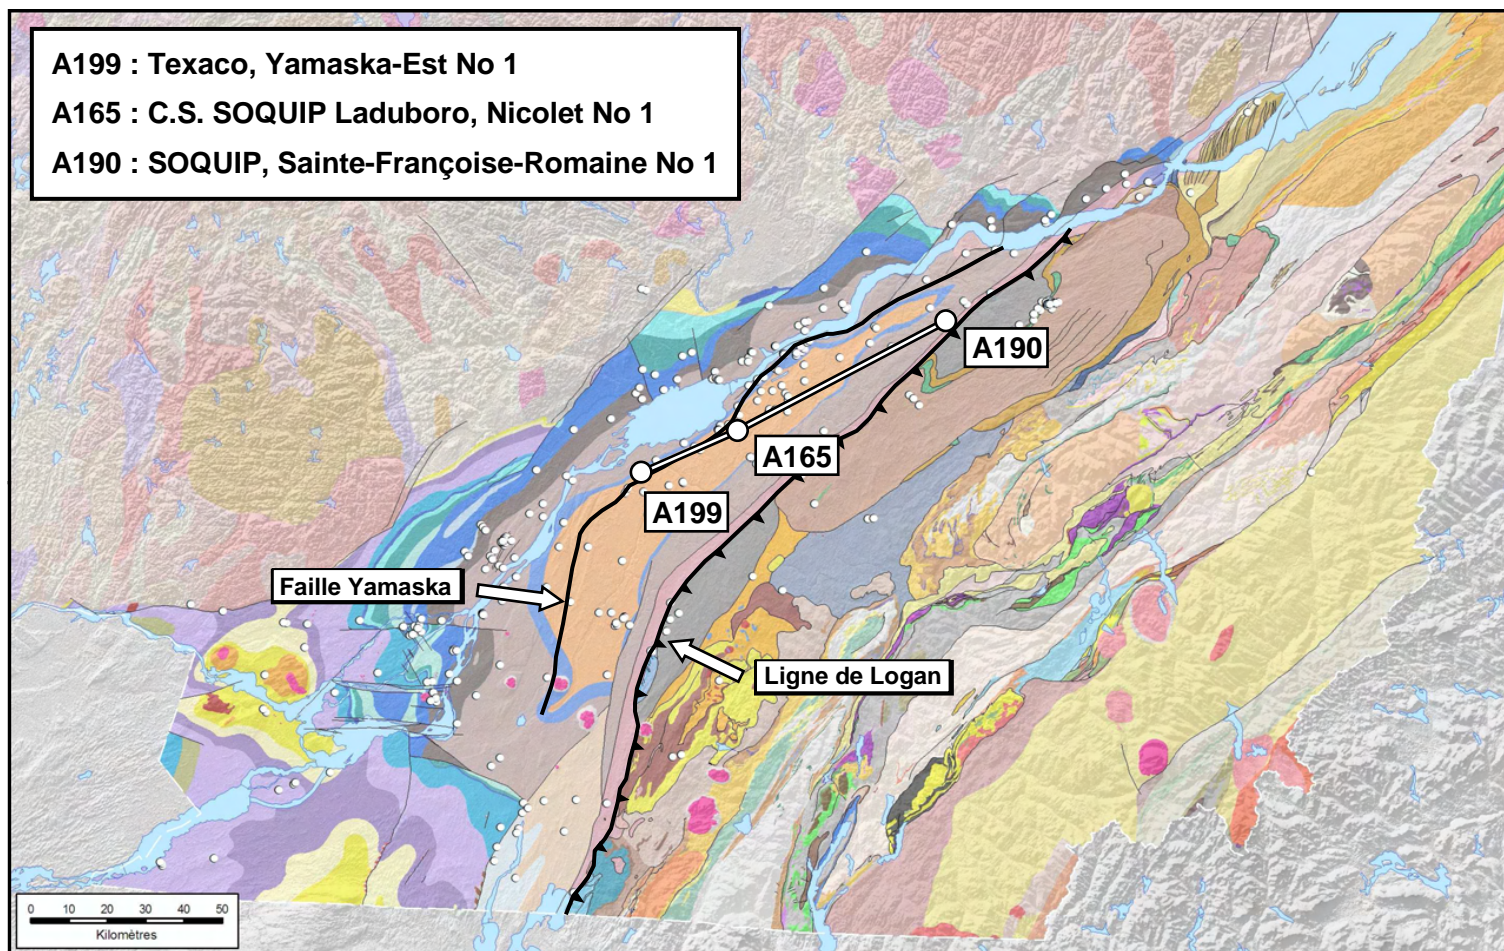 A199 : Texaco, Yamaska-Est No 1
A165 : C.S. SOQUIP Laduboro, Nicolet No 1
A190 : SOQUIP, Sainte-Françoise-Romaine No 1
A190
A165
A199
Faille Yamaska
Ligne de Logan
0 10 20 30 40 50
Kilomètres